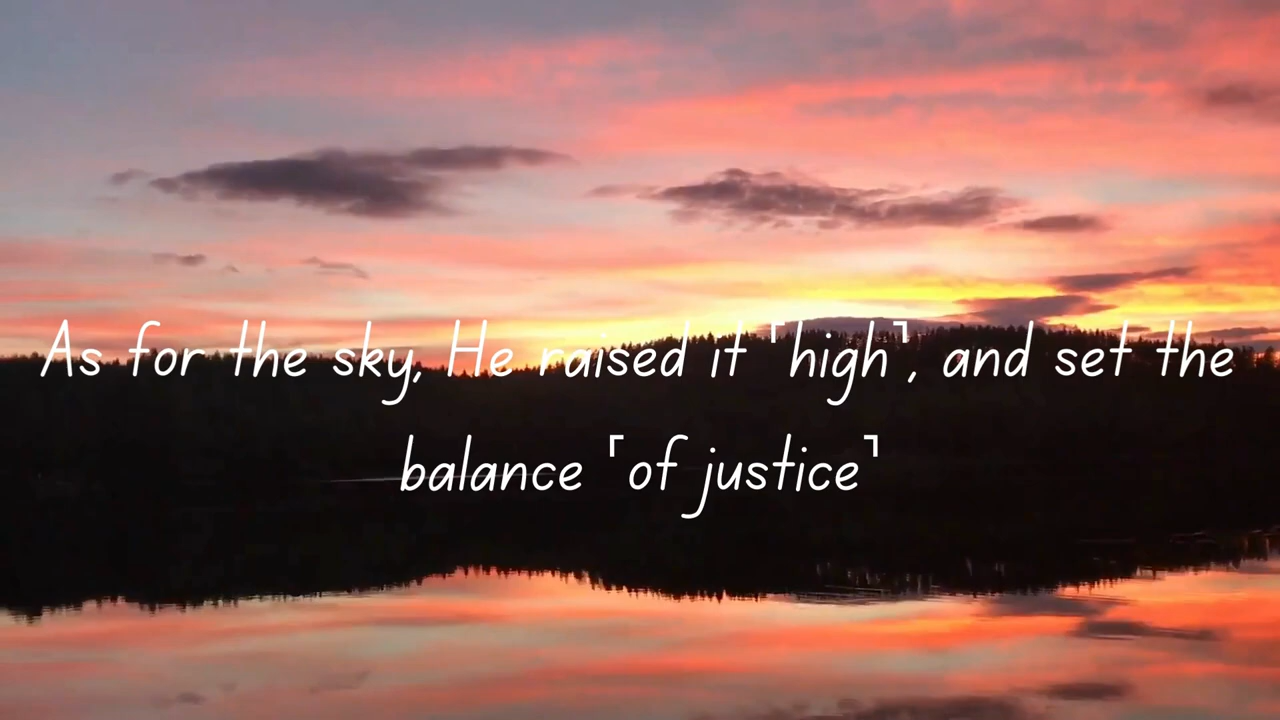 As for the sky, He raised it ˹high˺, and set the
balance ˹of justice˺